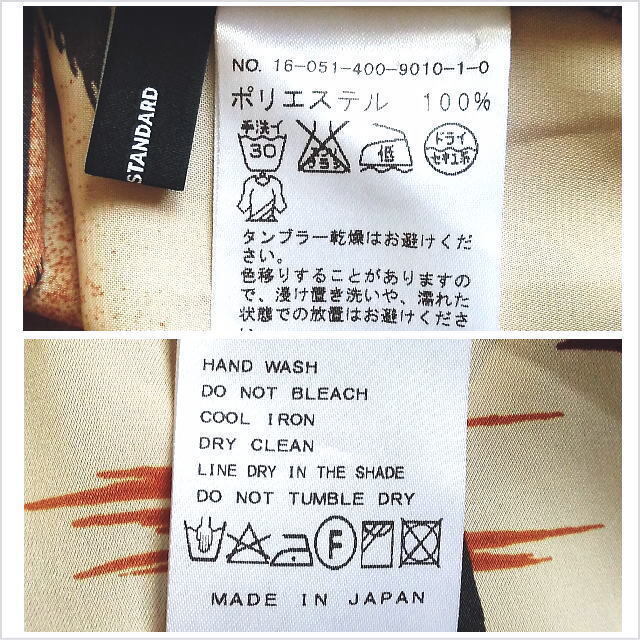 STANDARD
NO. 16-051-400-9010-1-0
ポリエステル 100%
手洗イ
30
低
ドライ
セキユ系
タンブラー乾燥はお避けくだ
さい。
色移りすることがありますの
で、浸け置き洗いや、濡れた
状態での放置はお避けくださ
HAND WASH
DO NOT BLEACH
COOL IRON
DRY CLEAN
LINE DRY IN THE SHADE
DO NOT TUMBLE DRY
F
MADE IN JAPAN